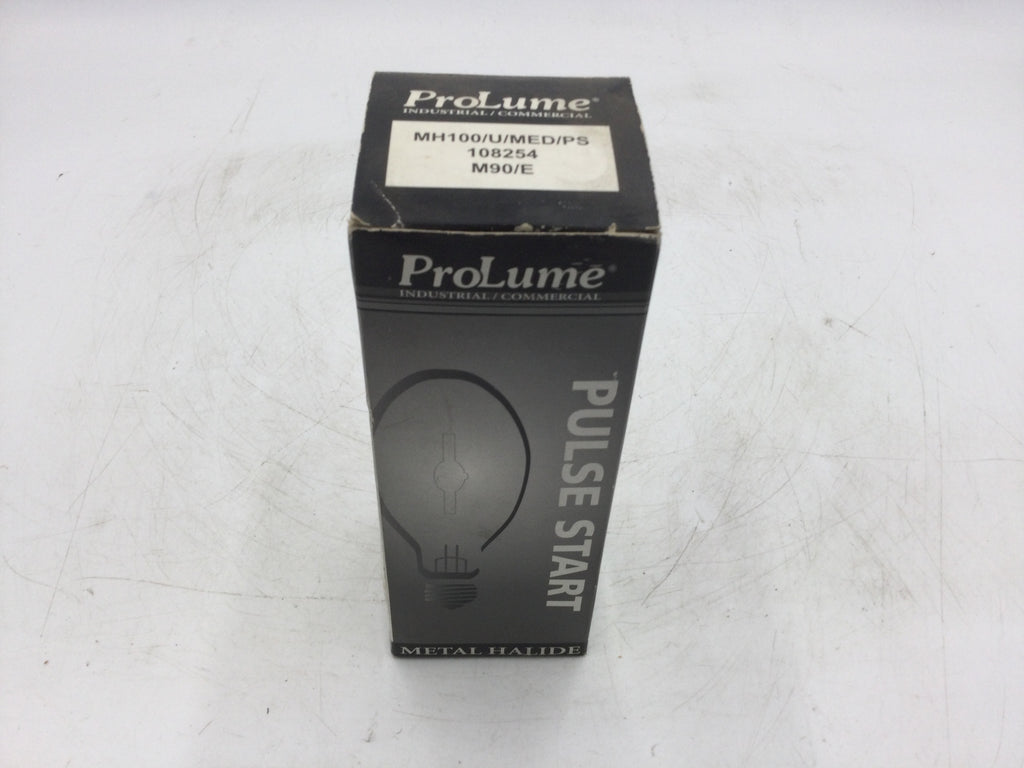 ProLume®
INDUSTRIAL / COMMERCIAL
MH100/U/MED/PS
108254
M90/E
ProLume®
INDUSTRIAL / COMMERCIAL
PULSE START
METAL HALIDE